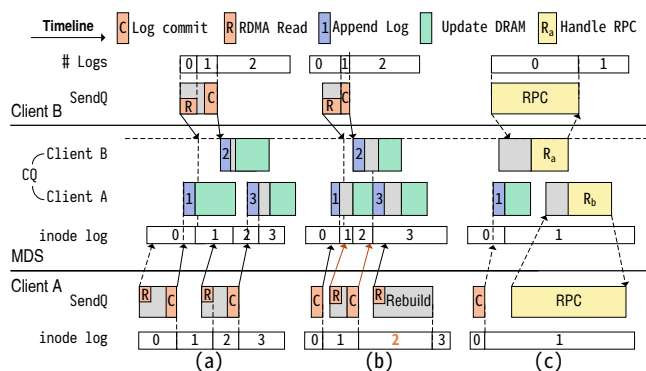 Timeline C Log commit R RDMA Read 1 Append Log Update DRAM Ra Handle RPC
# Logs 0 1 2 0 1 2 0 1
SendQ R C R C RPC
Client B
Client B 2 2 Ra
CQ
Client A 1 3 1 3 1 Rb
inode log 0 1 2 3 0 1 2 3 0 1
MDS
Client A
SendQ R C R C C R C R Rebuild C RPC
inode log 0 1 2 3 0 1 2 3 0 1
(a) (b) (c)